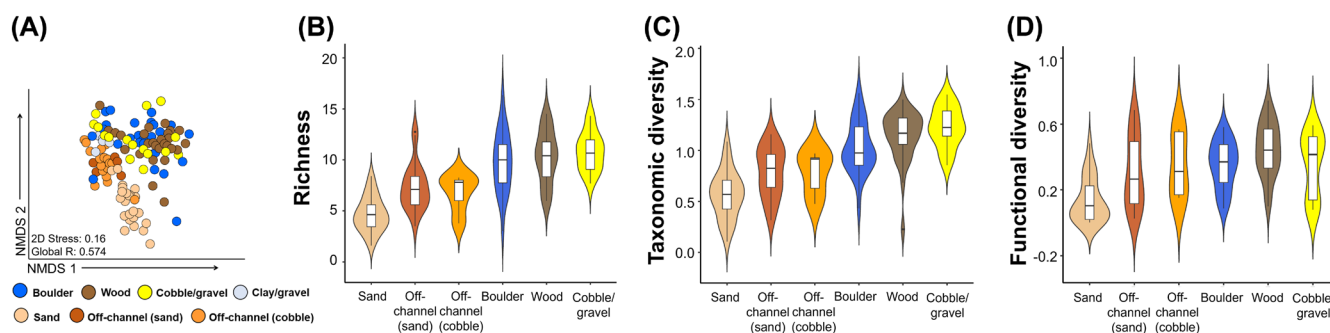 (A)
NMDS 2
2D Stress: 0.16
Global R: 0.574
NMDS 1
Boulder Wood Cobble/gravel Clay/gravel
Sand Off-channel (sand) Off-channel (cobble)
(B)
Richness
20
15
10
5
0
Sand Off- Off- Boulder Wood Cobble/
channel channel gravel
(sand) (cobble)
(C)
Taxonomic diversity
2.0
1.5
1.0
0.5
0.0
Sand Off- Off- Boulder Wood Cobble/
channel channel gravel
(sand) (cobble)
(D)
Functional diversity
1.0
0.6
0.2
-0.2
Sand Off- Off- Boulder Wood Cobble/
channel channel gravel
(sand) (cobble)